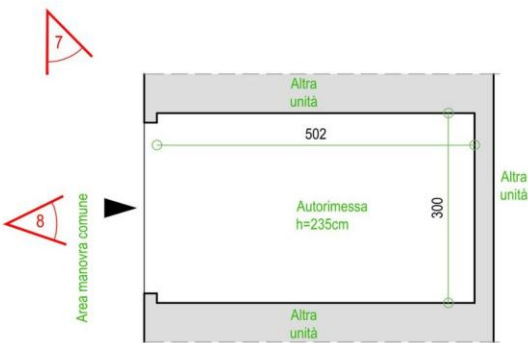 7
Altra
unità
502
Altra
unità
8
Area manovra comune
Autorimessa
h=235cm
300
Altra
unità